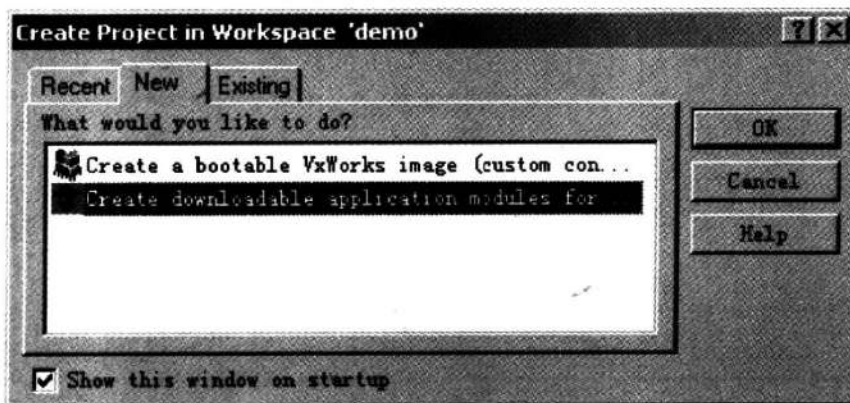 Create Project in Workspace 'demo'
Recent New Existing
What would you like to do?
Create a bootable VxWorks image (custom con...
Create downloadable application modules for
OK
Cancel
Help
Show this window on startup